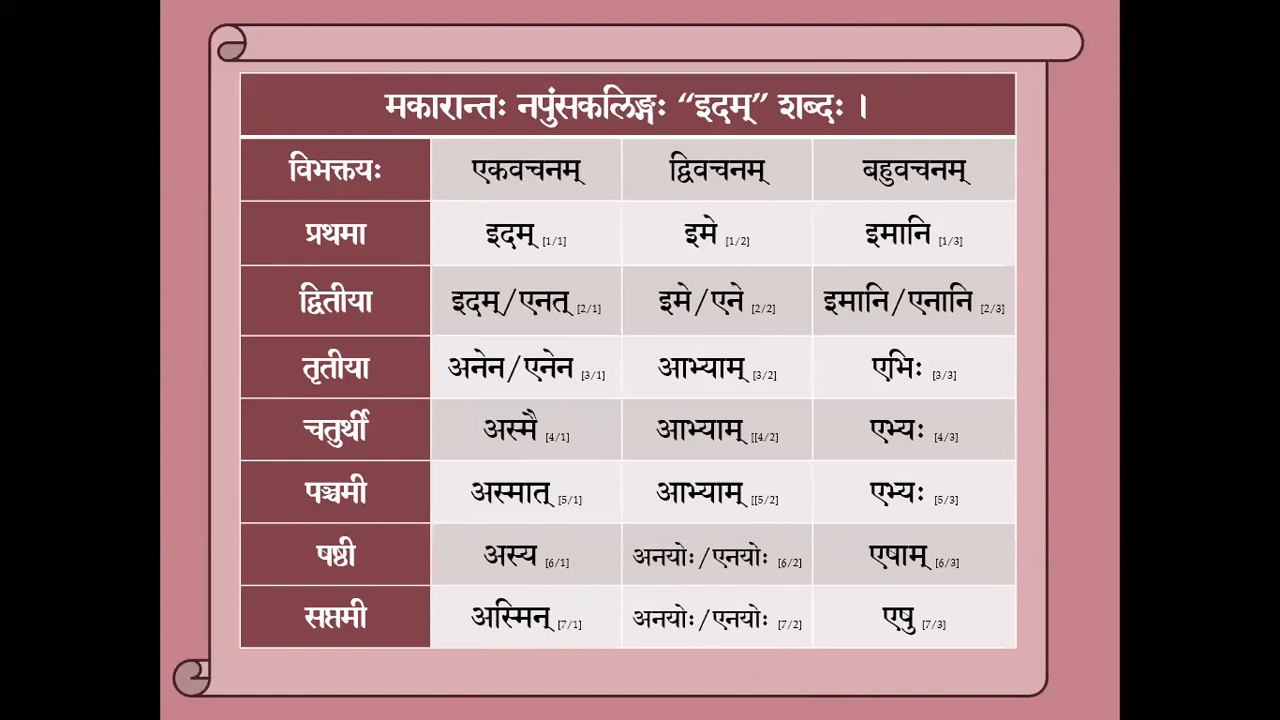 मकारान्तः नपुंसकलिङ्गः “इदम्” शब्दः ।
विभक्तयः एकवचनम् द्विवचनम् बहुवचनम्
प्रथमा इदम् [1/1] इमे [1/2] इमानि [1/3]
द्वितीया इदम्/एनत् [2/1] इमे/एने [2/2] इमानि/एनानि [2/3]
तृतीया अनेन/एनेन [3/1] आभ्याम् [3/2] एभिः [3/3]
चतुर्थी अस्मै [4/1] आभ्याम् [[4/2] एभ्यः [4/3]
पञ्चमी अस्मात् [5/1] आभ्याम् [[5/2] एभ्यः [5/3]
षष्ठी अस्य [6/1] अनयोः/एनयोः [6/2] एषाम् [6/3]
सप्तमी अस्मिन् [7/1] अनयोः/एनयोः [7/2] एषु [7/3]